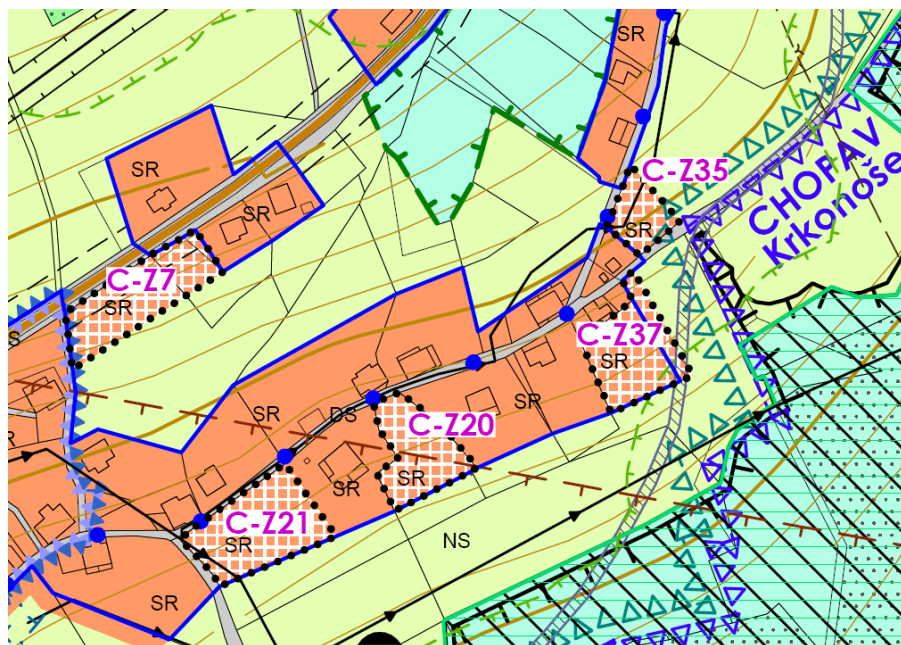 SR
C-Z35
CHOPAV
Krkonoše
SR
SR
SR
C-Z7
SR
S
C-Z37
SR
SR
SR
DS
C-Z20
SR
SR
C-Z21
SR
NS
SR